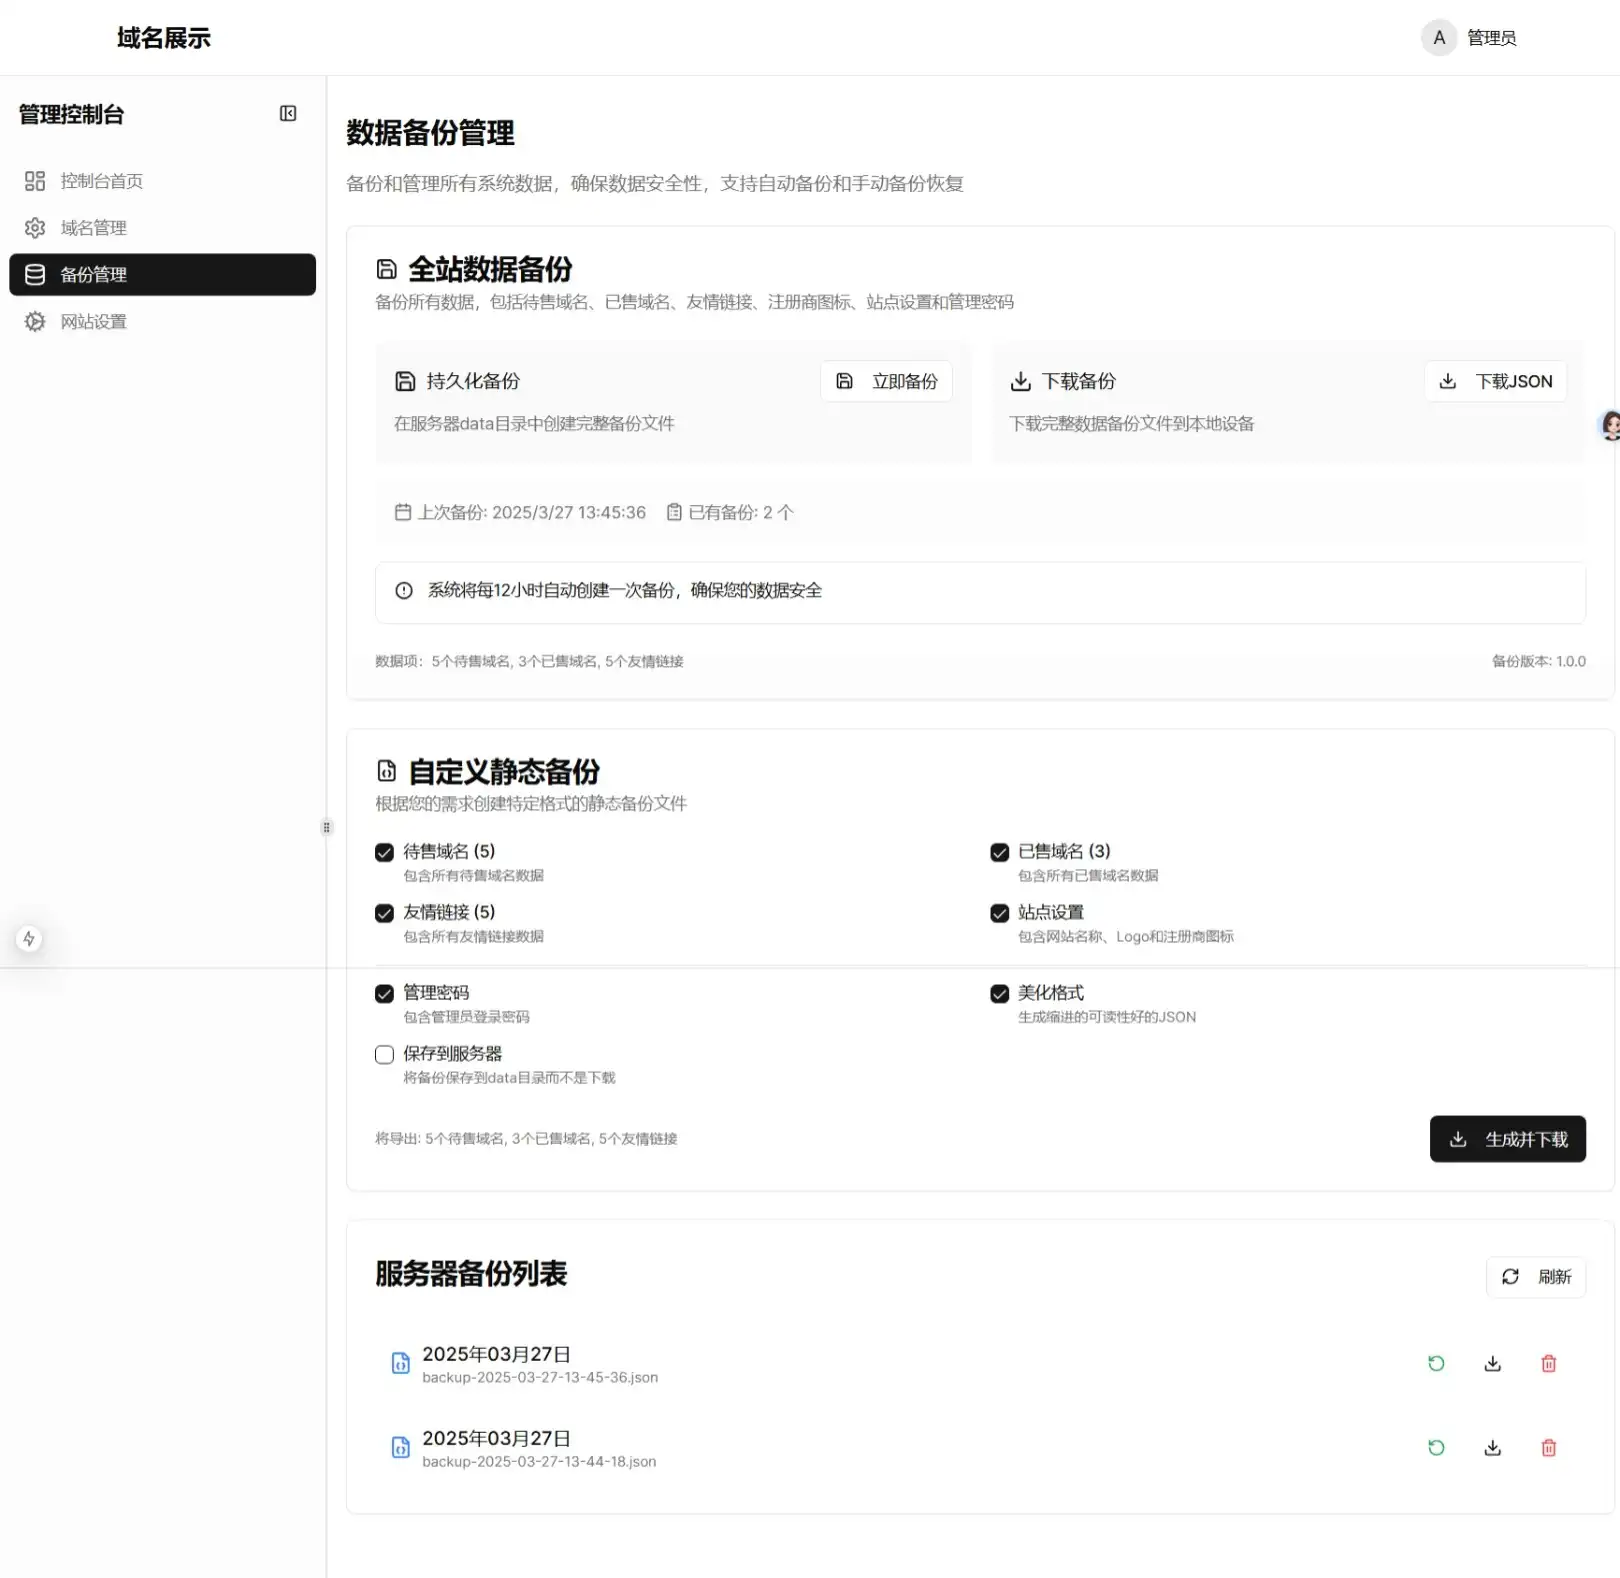 域名展示
A 管理员
管理控制台
控制台首页
域名管理
备份管理
网站设置
数据备份管理
备份和管理所有系统数据，确保数据安全性，支持自动备份和手动备份恢复
全站数据备份
备份所有数据，包括待售域名、已售域名、友情链接、注册商图标、站点设置和管理密码
持久化备份
立即备份
在服务器data目录中创建完整备份文件
下载备份
下载JSON
下载完整数据备份文件到本地设备
上次备份: 2025/3/27 13:45:36 已有备份: 2 个
系统将每12小时自动创建一次备份，确保您的数据安全
数据项：5个待售域名, 3个已售域名, 5个友情链接
备份版本: 1.0.0
自定义静态备份
根据您的需求创建特定格式的静态备份文件
待售域名 (5)
包含所有待售域名数据
已售域名 (3)
包含所有已售域名数据
友情链接 (5)
包含所有友情链接数据
站点设置
包含网站名称、Logo和注册商图标
管理密码
包含管理员登录密码
美化格式
生成缩进的可读性好的JSON
保存到服务器
将备份保存到data目录而不是下载
将导出: 5个待售域名, 3个已售域名, 5个友情链接
生成并下载
服务器备份列表
刷新
2025年03月27日
backup-2025-03-27-13-45-36.json
2025年03月27日
backup-2025-03-27-13-44-18.json